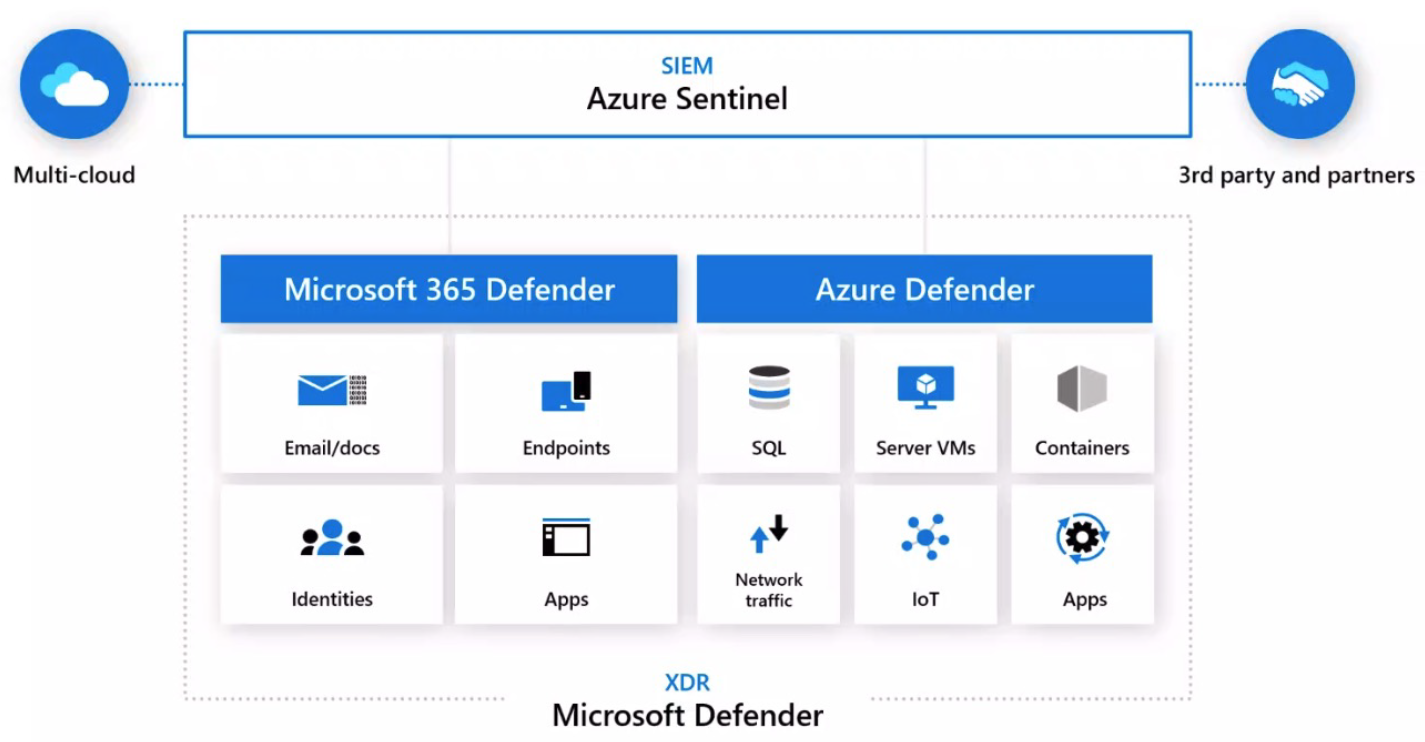 SIEM
Azure Sentinel
Multi-cloud
3rd party and partners
Microsoft 365 Defender
Azure Defender
Email/docs
Endpoints
SQL
Server VMs
Containers
Identities
Apps
Network
traffic
IoT
Apps
XDR
Microsoft Defender